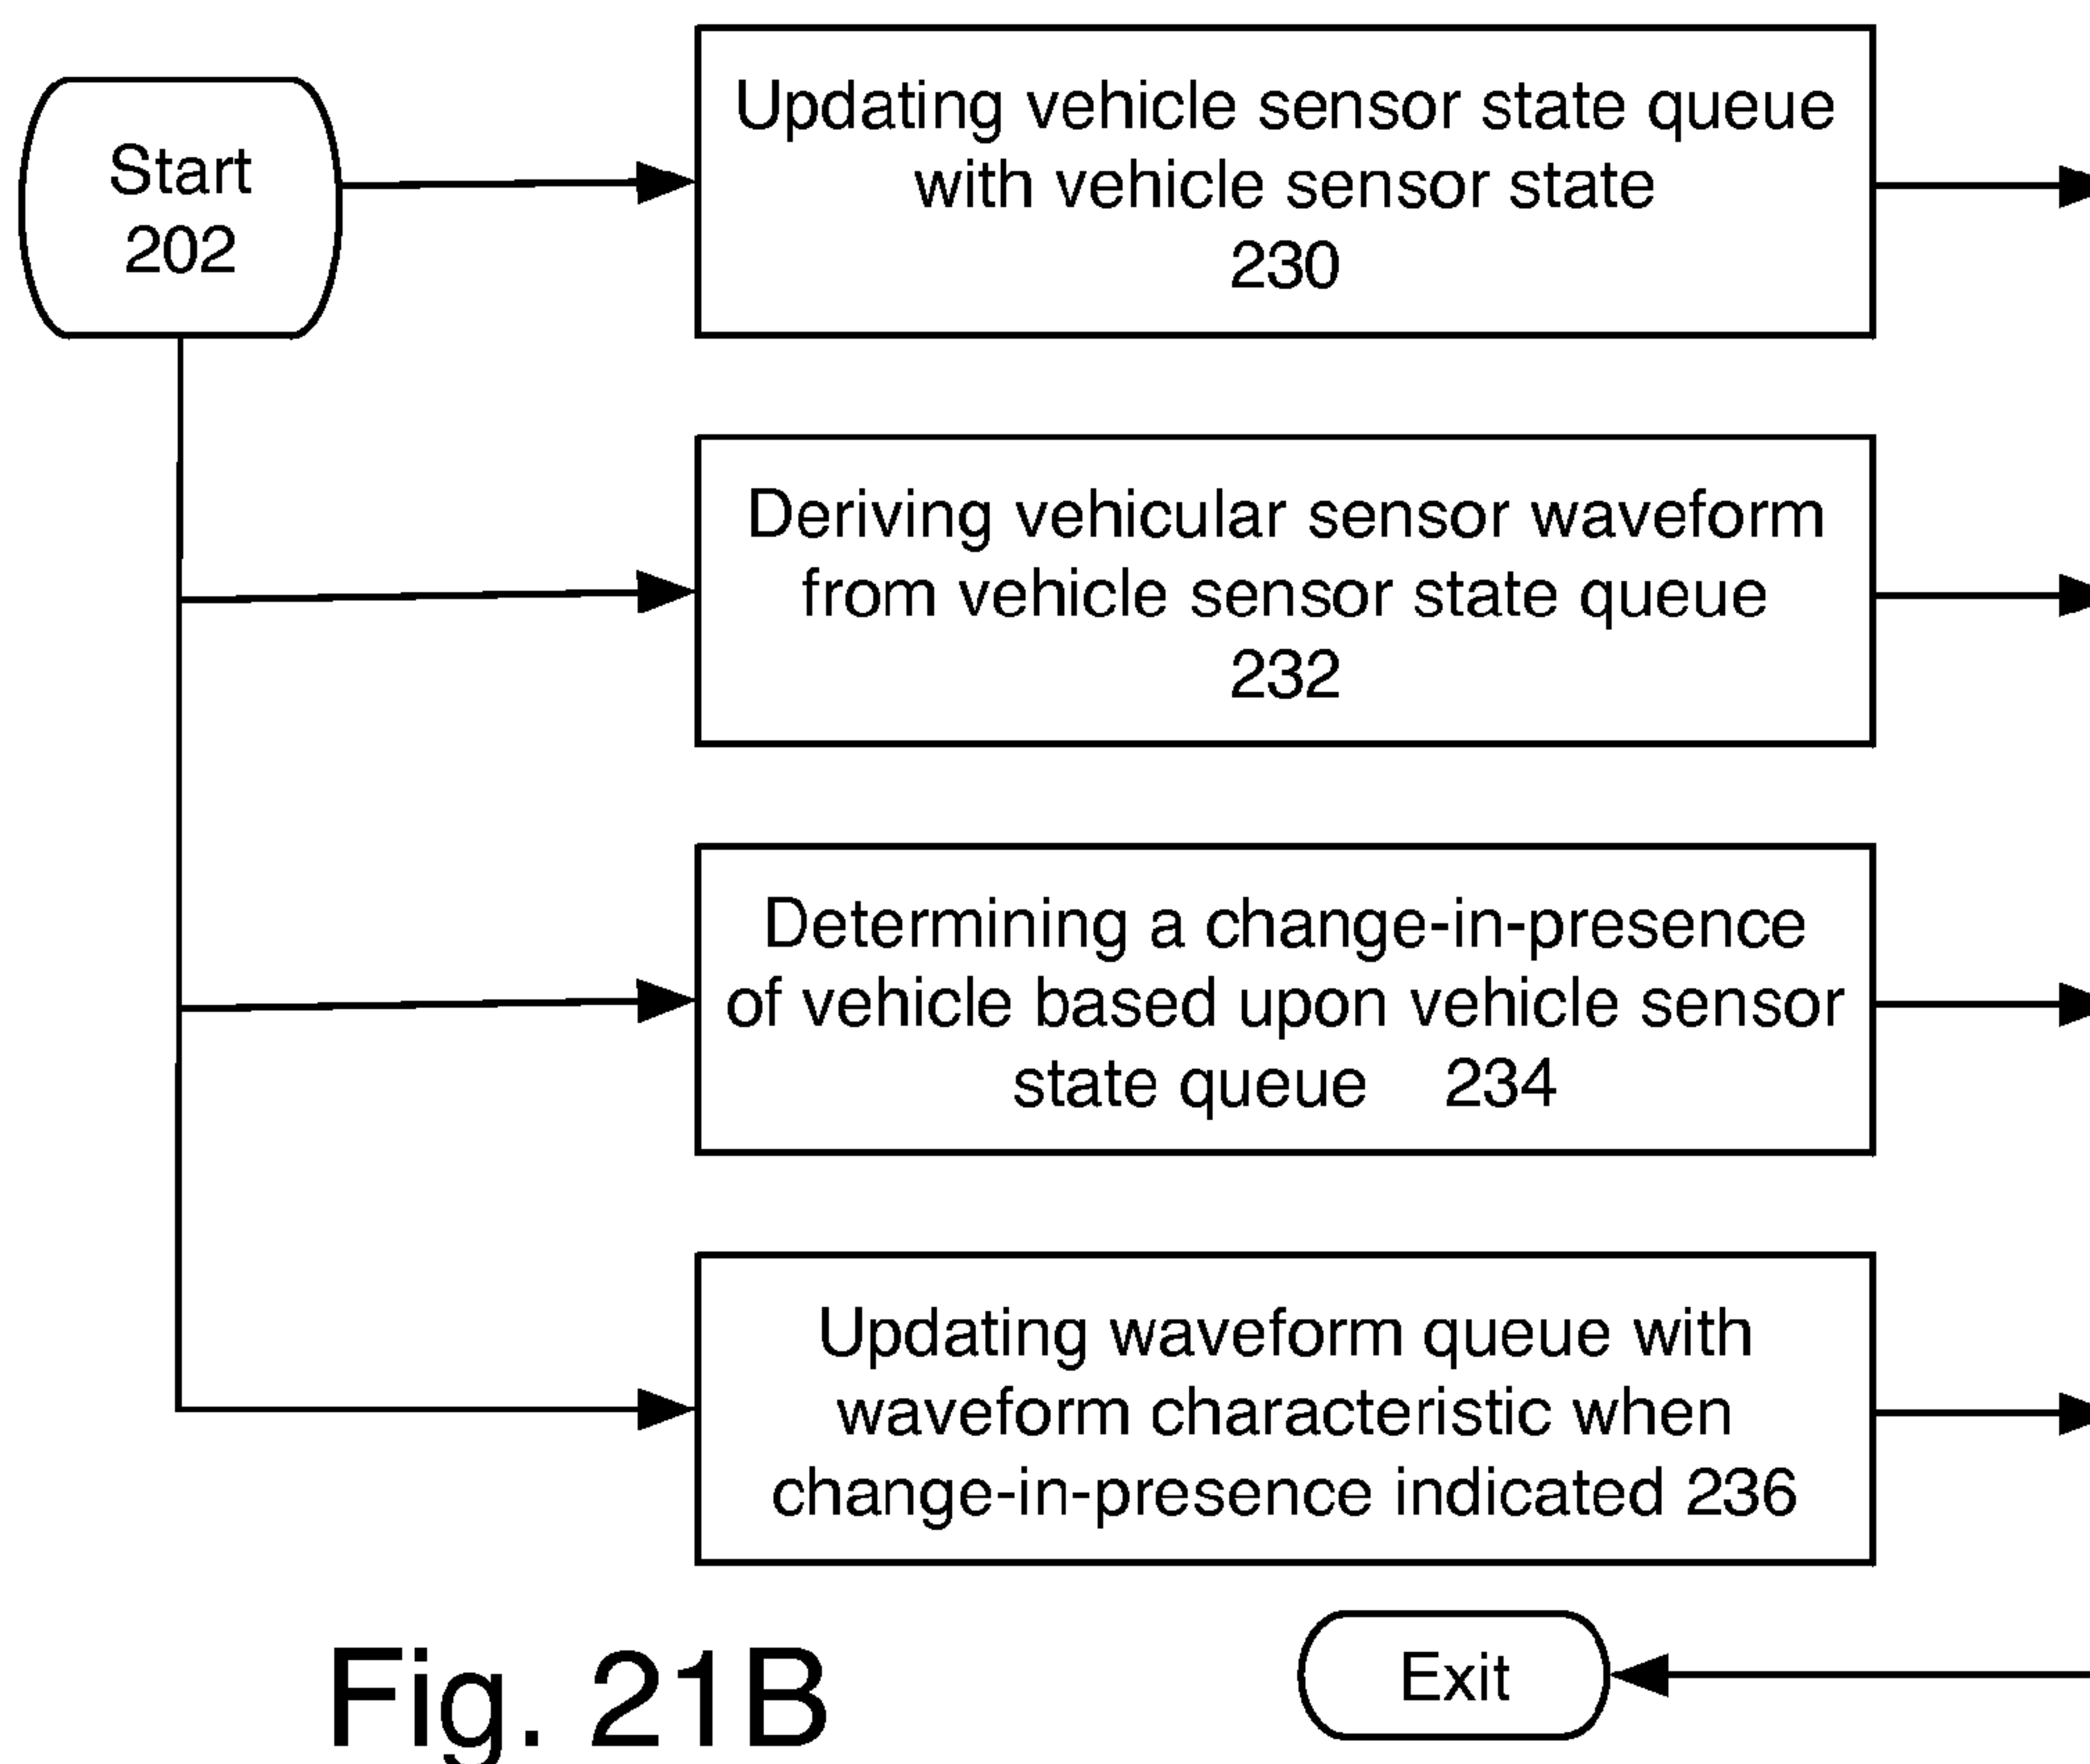 Start
202
Updating vehicle sensor state queue
with vehicle sensor state
230
Deriving vehicular sensor waveform
from vehicle sensor state queue
232
Determining a change-in-presence
of vehicle based upon vehicle sensor
state queue 234
Updating waveform queue with
waveform characteristic when
change-in-presence indicated 236
Exit
Fig. 21B